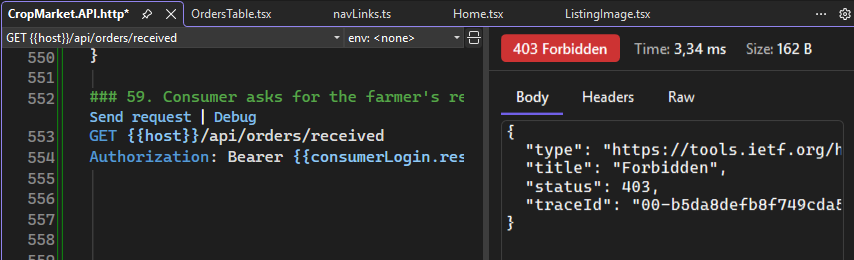 CropMarket.API.http* OrdersTable.tsx navLinks.ts Home.tsx ListingImage.tsx
GET {{host}}/api/orders/received env: <none>
403 Forbidden Time: 3,34 ms Size: 162 B
550 }
551
552 ### 59. Consumer asks for the farmer's re
Send request | Debug
553 GET {{host}}/api/orders/received
554 Authorization: Bearer {{consumerLogin.res
555
556
557
558
559
Body Headers Raw
{
"type": "https://tools.ietf.org/h
"title": "Forbidden",
"status": 403,
"traceId": "00-b5da8defb8f749cda5
}